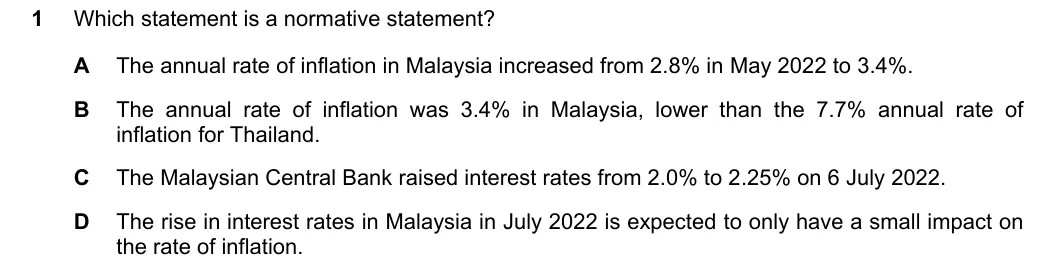 1 Which statement is a normative statement?
A The annual rate of inflation in Malaysia increased from 2.8% in May 2022 to 3.4%.
B The annual rate of inflation was 3.4% in Malaysia, lower than the 7.7% annual rate of
inflation for Thailand.
C The Malaysian Central Bank raised interest rates from 2.0% to 2.25% on 6 July 2022.
D The rise in interest rates in Malaysia in July 2022 is expected to only have a small impact on
the rate of inflation.